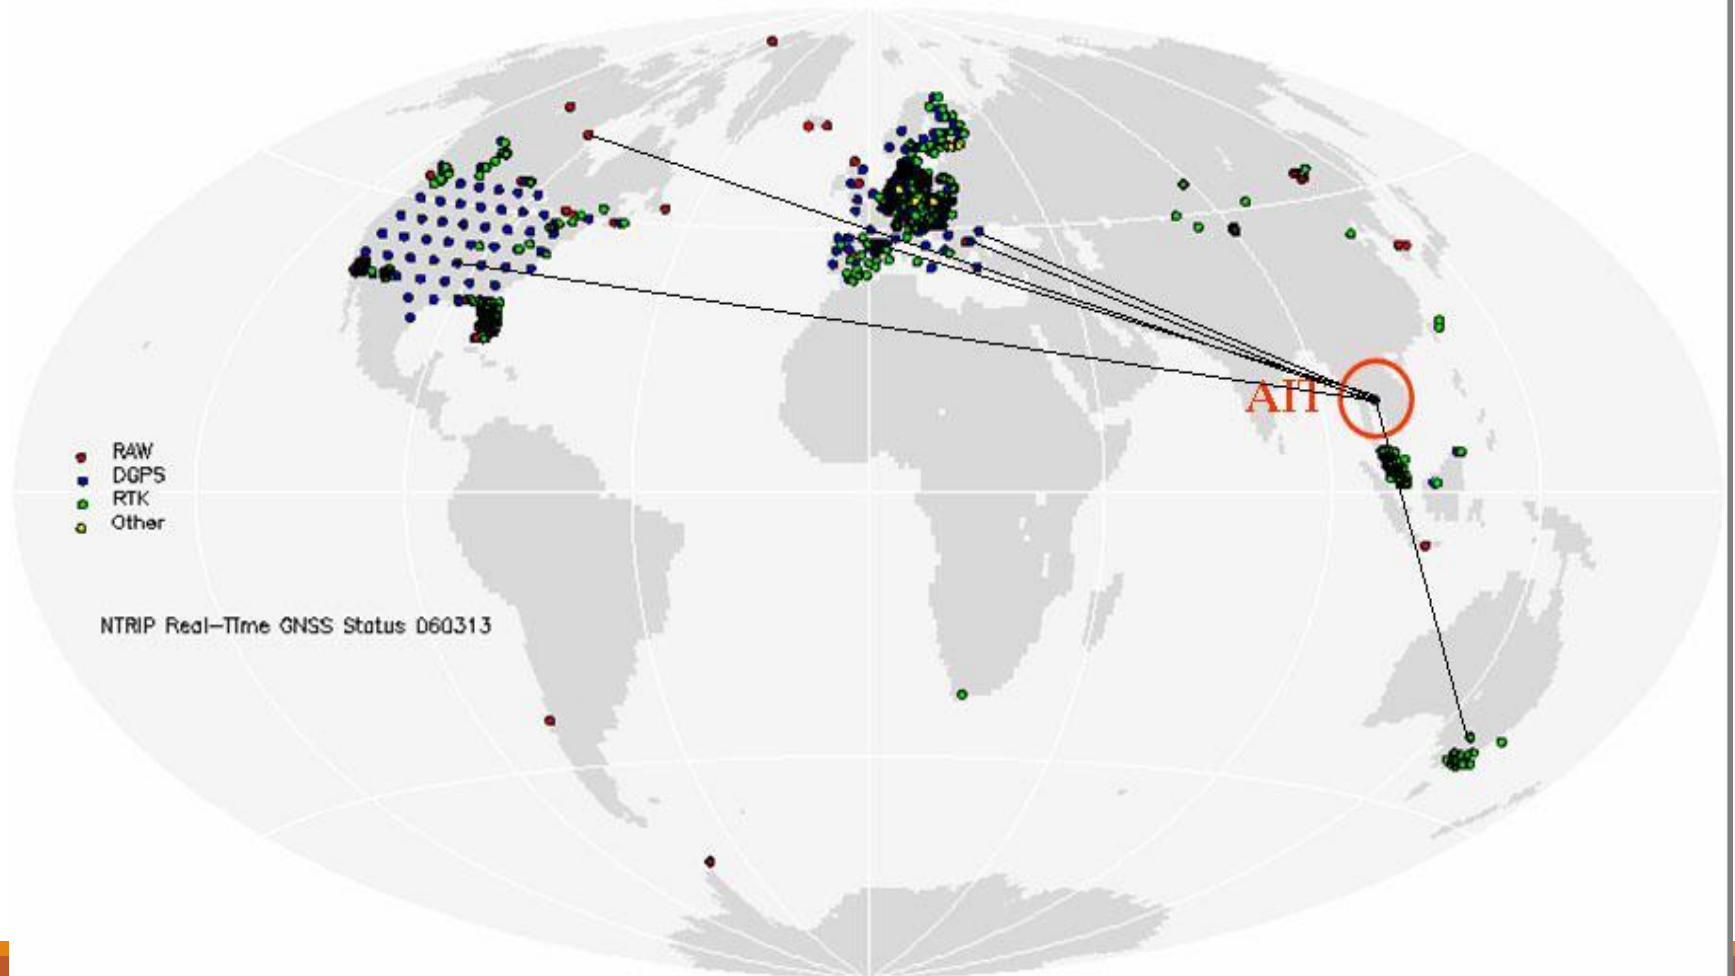 AIT
RAW
DGPS
RTK
Other
NTRIP Real-Time GNSS Status 060313